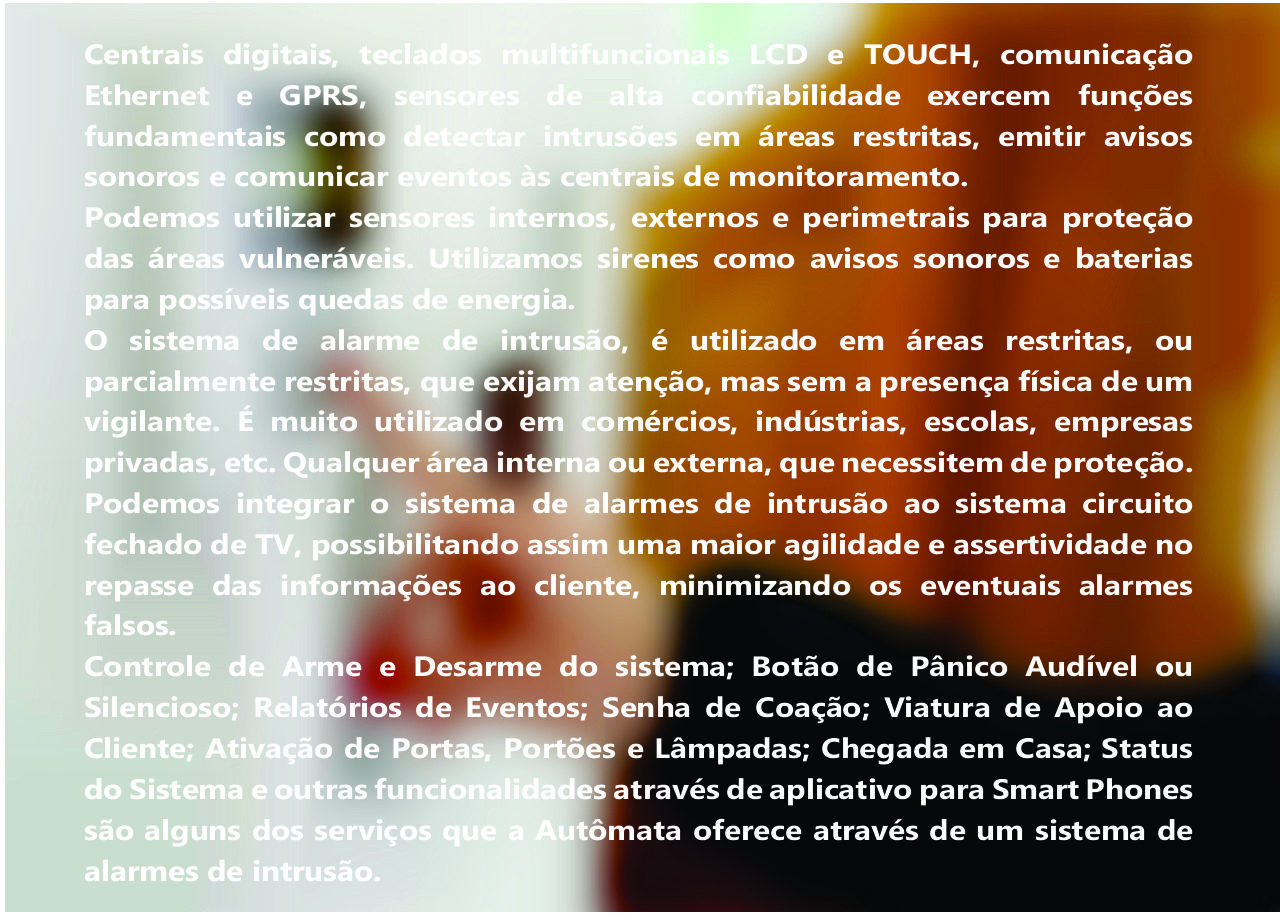 Centrais digitais, teclados multifuncionais LCD e TOUCH, comunicação
Ethernet e GPRS, sensores de alta confiabilidade exercem funções
fundamentais como detectar intrusões em áreas restritas, emitir avisos
sonoros e comunicar eventos às centrais de monitoramento.
Podemos utilizar sensores internos, externos e perimetrais para proteção
das áreas vulneráveis. Utilizamos sirenes como avisos sonoros e baterias
para possíveis quedas de energia.
O sistema de alarme de intrusão, é utilizado em áreas restritas, ou
parcialmente restritas, que exijam atenção, mas sem a presença física de um
vigilante. É muito utilizado em comércios, indústrias, escolas, empresas
privadas, etc. Qualquer área interna ou externa, que necessitem de proteção.
Podemos integrar o sistema de alarmes de intrusão ao sistema circuito
fechado de TV, possibilitando assim uma maior agilidade e assertividade no
repasse das informações ao cliente, minimizando os eventuais alarmes
falsos.
Controle de Arme e Desarme do sistema; Botão de Pânico Audível ou
Silencioso; Relatórios de Eventos; Senha de Coação; Viatura de Apoio ao
Cliente; Ativação de Portas, Portões e Lâmpadas; Chegada em Casa; Status
do Sistema e outras funcionalidades através de aplicativo para Smart Phones
são alguns dos serviços que a Autômata oferece através de um sistema de
alarmes de intrusão.